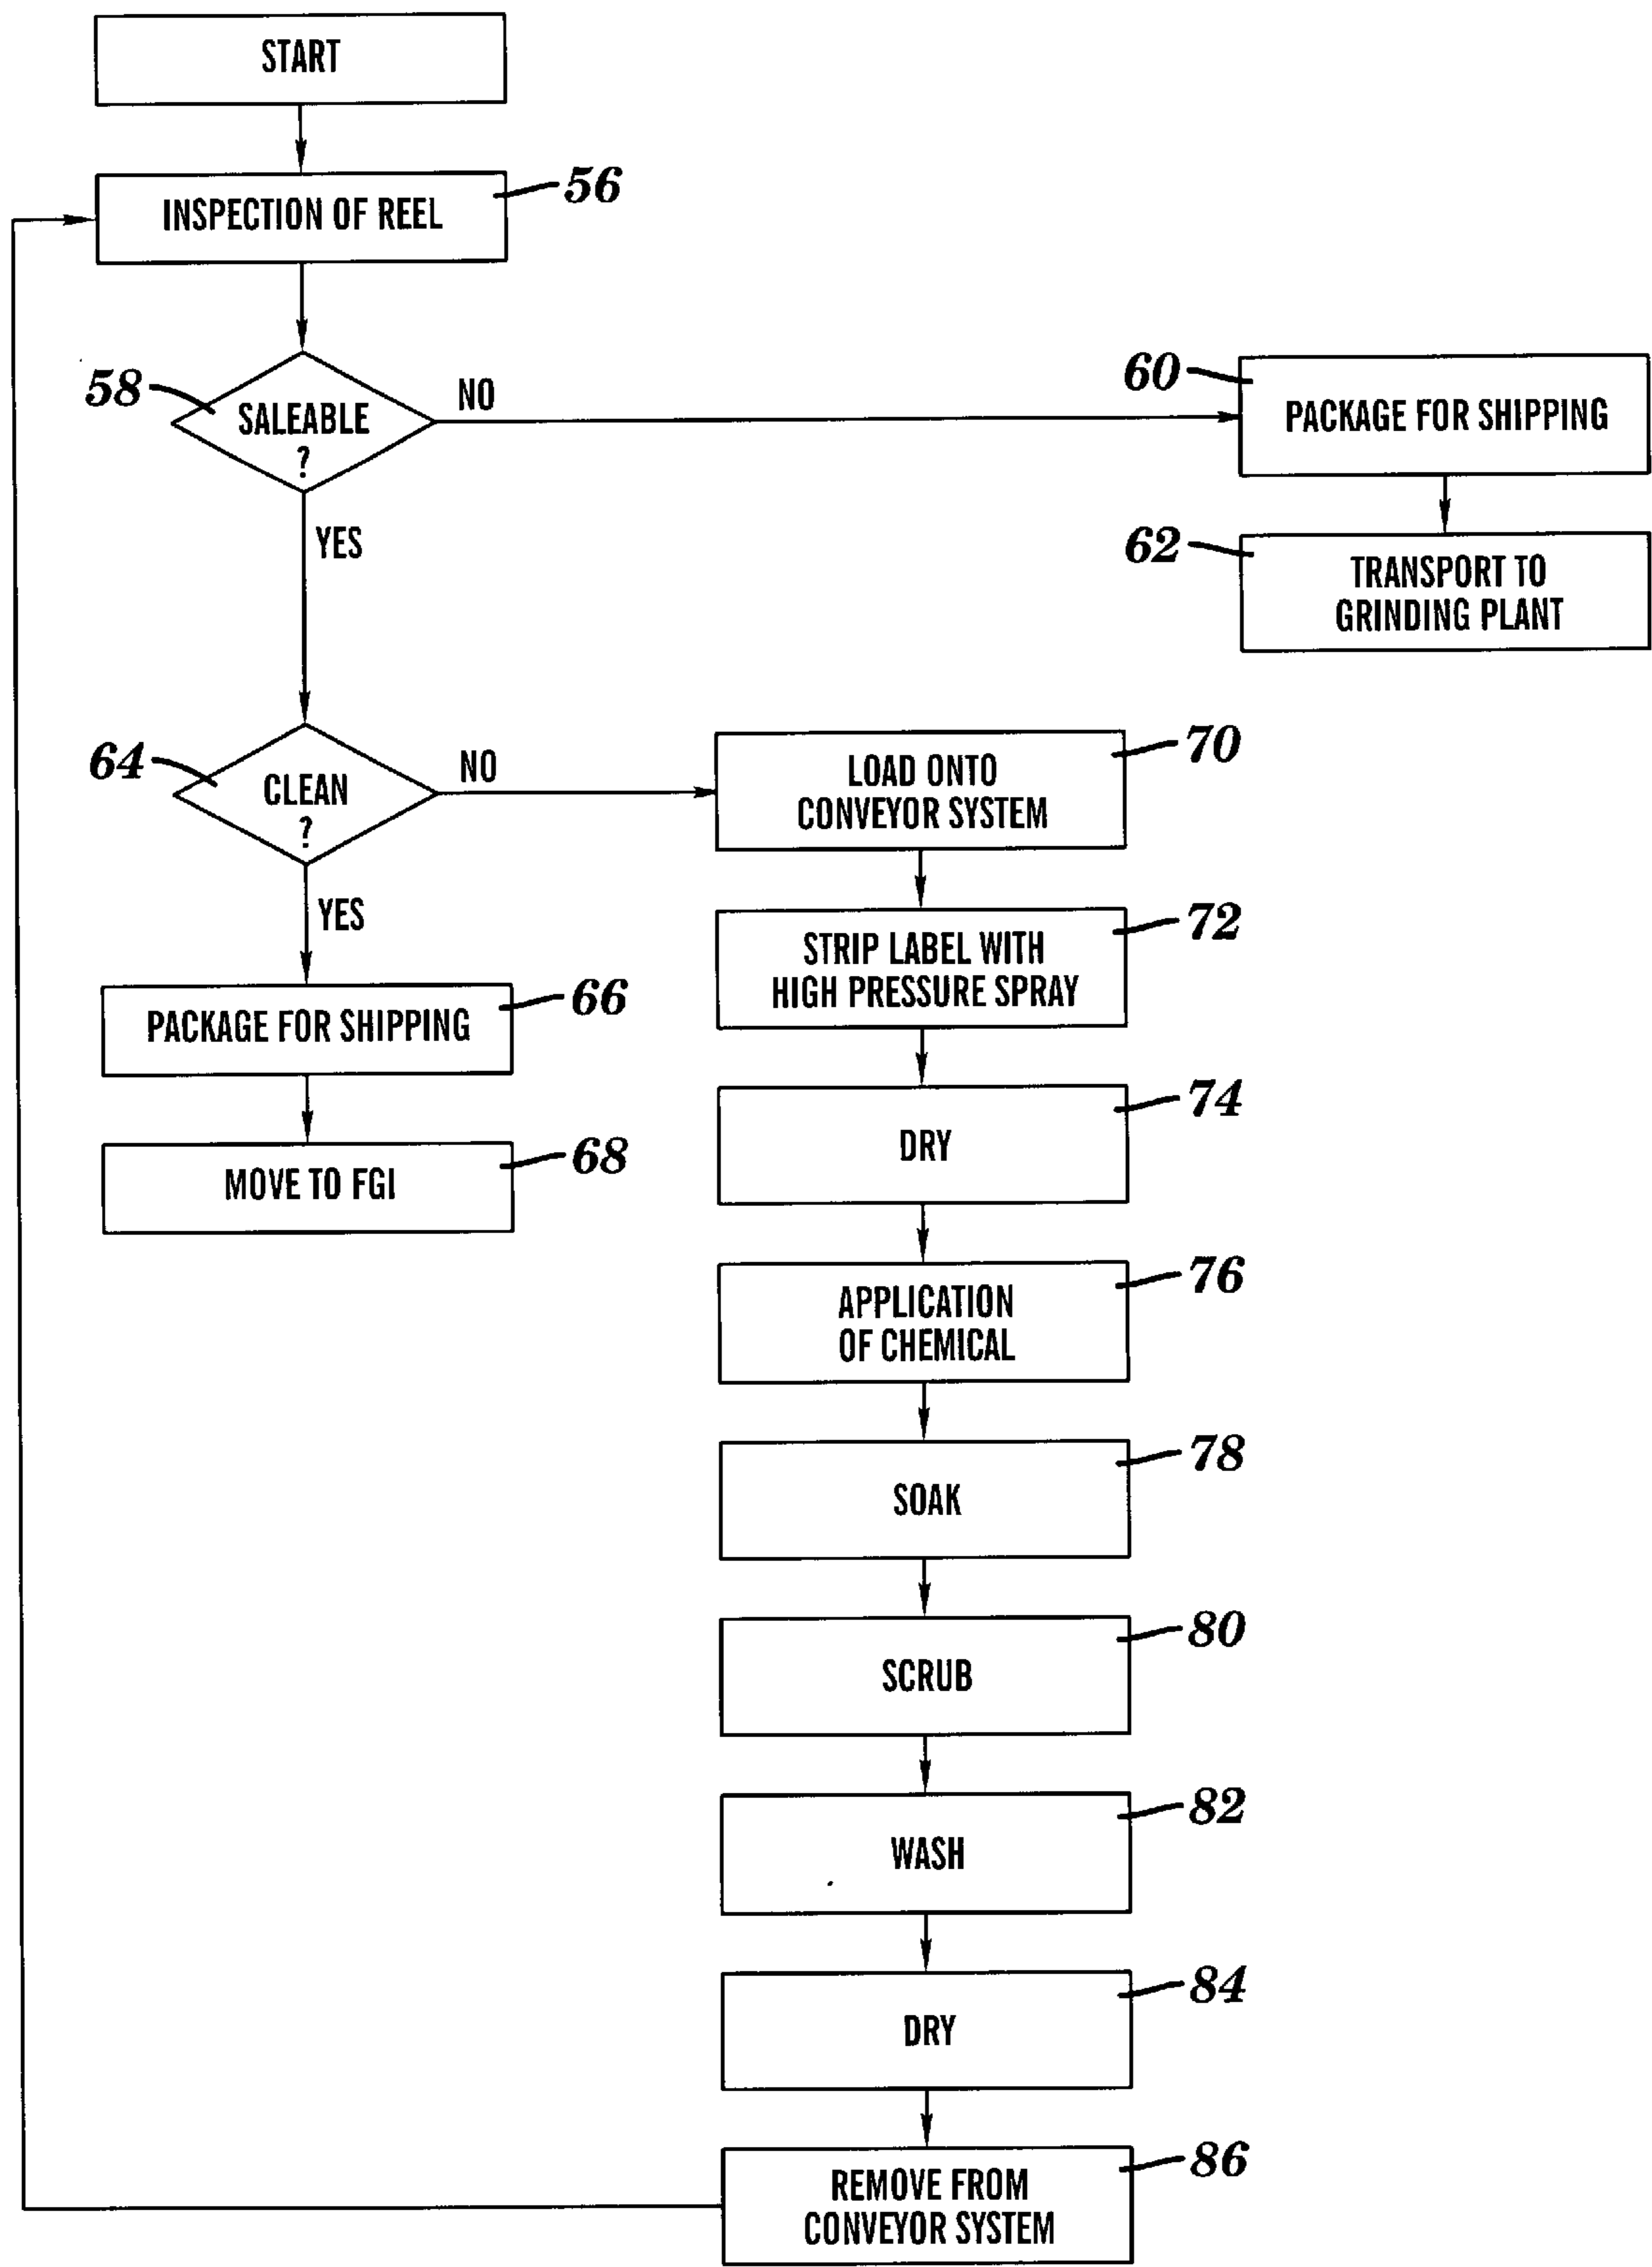 START
INSPECTION OF REEL
56
58
SALEABLE
?
NO
YES
60
PACKAGE FOR SHIPPING
62
TRANSPORT TO
GRINDING PLANT
64
CLEAN
?
NO
YES
66
PACKAGE FOR SHIPPING
68
MOVE TO FGI
70
LOAD ONTO
CONVEYOR SYSTEM
72
STRIP LABEL WITH
HIGH PRESSURE SPRAY
74
DRY
76
APPLICATION
OF CHEMICAL
78
SOAK
80
SCRUB
82
WASH
84
DRY
86
REMOVE FROM
CONVEYOR SYSTEM